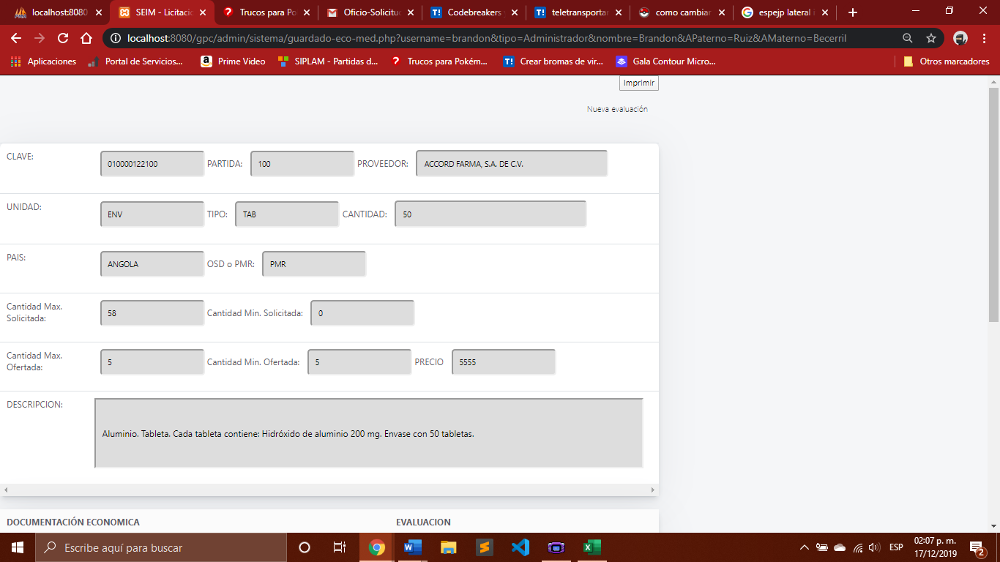 localhost:8080
SEIM - Licitacio
Trucos para Po
Oficio-Solicitud
Codebreakers y
teletransportar
como cambiar
espejp lateral i
localhost:8080/gpc/admin/sistema/guardado-eco-med.php?username=brandon&tipo=Administrador&nombre=Brandon&APaterno=Ruiz&AMaterno=Becerril
Aplicaciones
Portal de Servicios...
Prime Video
SIPLAM - Partidas d...
Trucos para Pokém...
Crear bromas de vir...
Gala Contour Micro...
Otros marcadores
Imprimir
Nueva evaluación
CLAVE: 010000122100 PARTIDA: 100 PROVEEDOR: ACCORD FARMA, S.A. DE C.V.
UNIDAD: ENV TIPO: TAB CANTIDAD: 50
PAIS: ANGOLA OSD o PMR: PMR
Cantidad Max.
Solicitada: 58 Cantidad Min. Solicitada: 0
Cantidad Max.
Ofertada: 5 Cantidad Min. Ofertada: 5 PRECIO 5555
DESCRIPCION:
Aluminio. Tableta. Cada tableta contiene: Hidróxido de aluminio 200 mg. Envase con 50 tabletas.
DOCUMENTACIÓN ECONOMICA EVALUACION
Escribe aquí para buscar
ESP
02:07 p. m.
17/12/2019
2